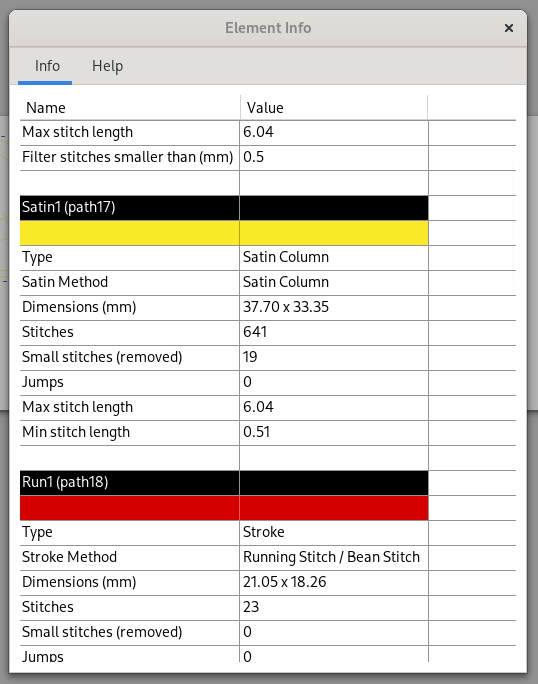 Element Info
Info Help
Name Value
Max stitch length 6.04
Filter stitches smaller than (mm) 0.5
Satin1 (path17)
Type Satin Column
Satin Method Satin Column
Dimensions (mm) 37.70 x 33.35
Stitches 641
Small stitches (removed) 19
Jumps 0
Max stitch length 6.04
Min stitch length 0.51
Run1 (path18)
Type Stroke
Stroke Method Running Stitch / Bean Stitch
Dimensions (mm) 21.05 x 18.26
Stitches 23
Small stitches (removed) 0
Jumps 0